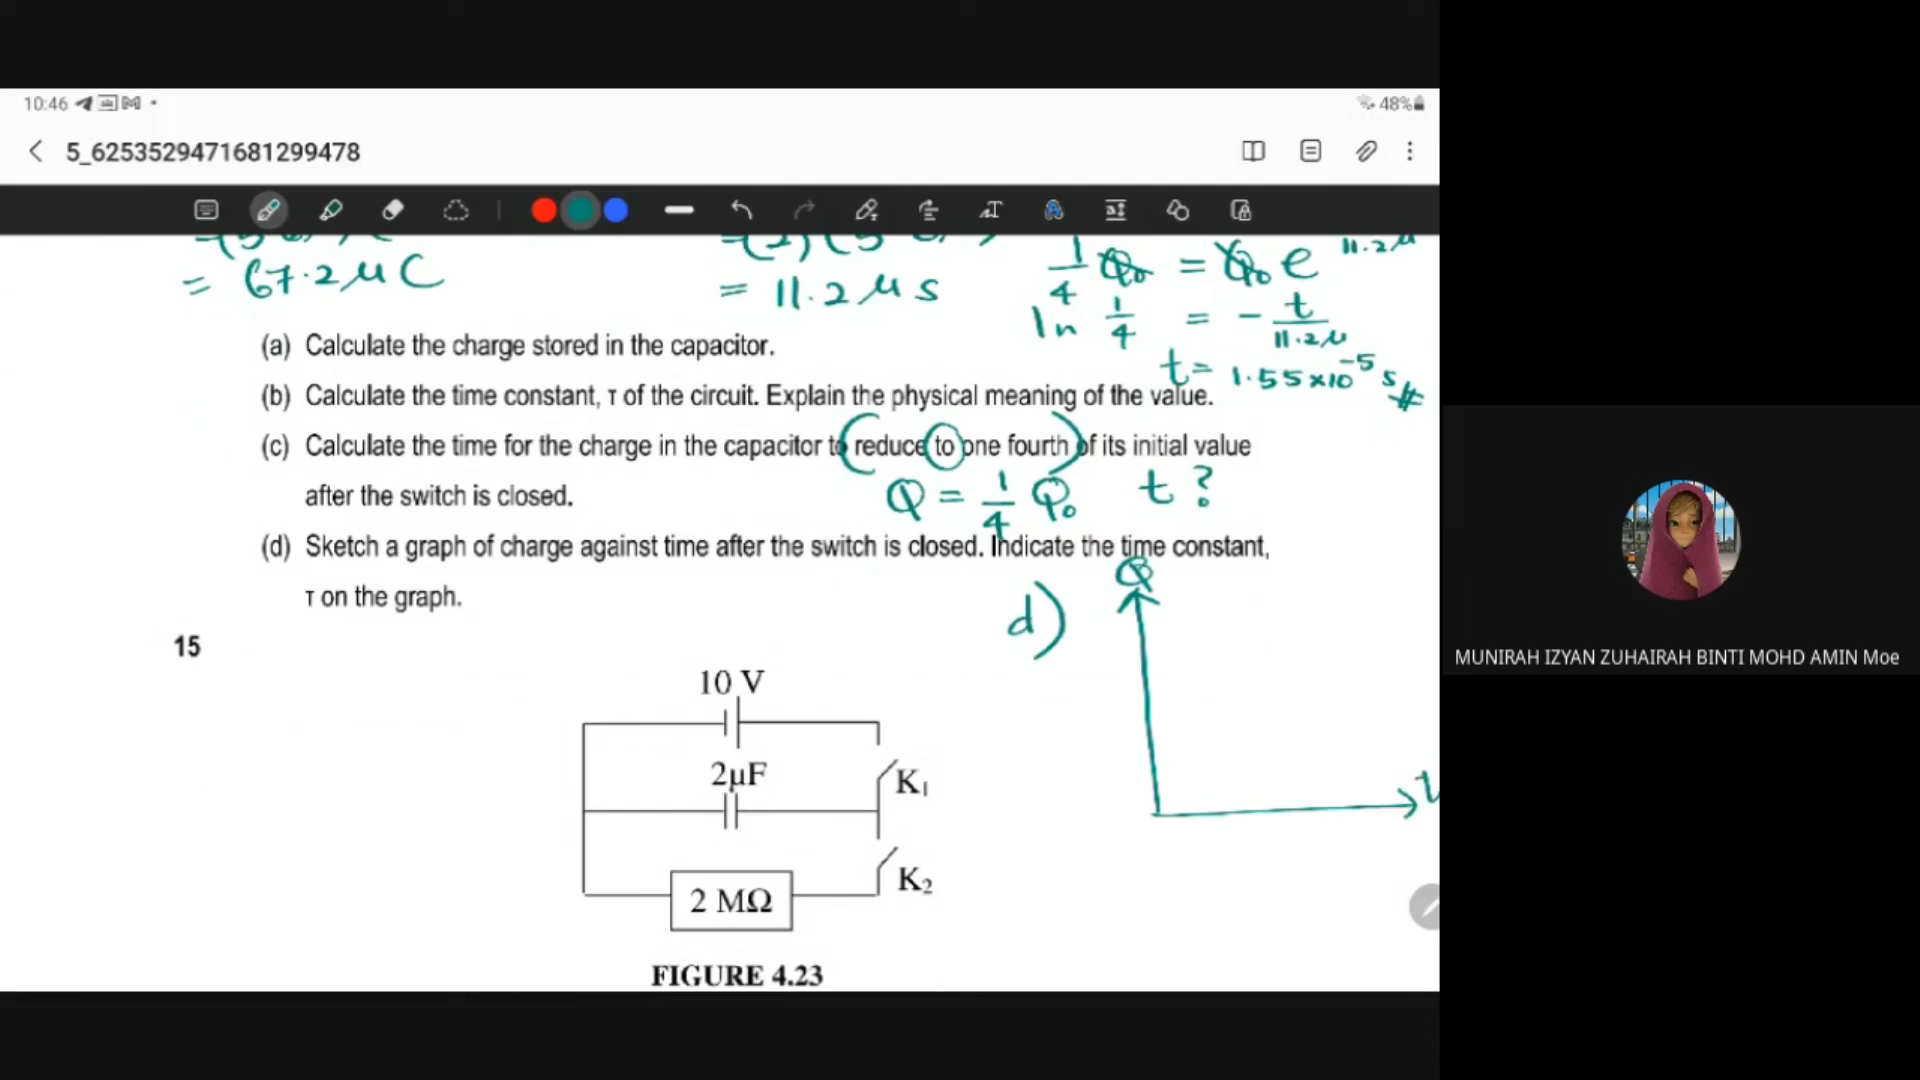 10:46
48%
5_6253529471681299478
= 67.2 μ C
= 11.2 μ s
1/4 Q₀ = Q₀ e 11.2μ
ln 1/4 = - t/11.2μ
t = 1.55×10⁻⁵ s #
(a) Calculate the charge stored in the capacitor.
(b) Calculate the time constant, τ of the circuit. Explain the physical meaning of the value.
(c) Calculate the time for the charge in the capacitor to reduce to one fourth of its initial value
after the switch is closed.
Q = 1/4 Q₀ t ?
(d) Sketch a graph of charge against time after the switch is closed. Indicate the time constant,
τ on the graph.
d)
Q
t
15
10 V
2μF
K₁
K₂
2 MΩ
FIGURE 4.23
MUNIRAH IZYAN ZUHAIRAH BINTI MOHD AMIN Moe